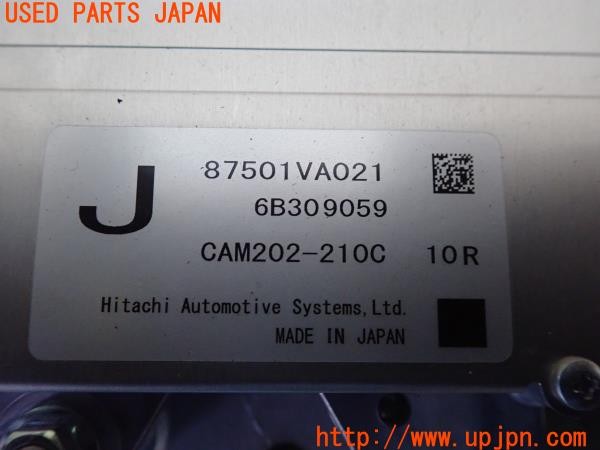 USED PARTS JAPAN
J
87501VA021
6B309059
CAM202-210C 10R
Hitachi Automotive Systems,Ltd.
MADE IN JAPAN
http://www.upjpn.com